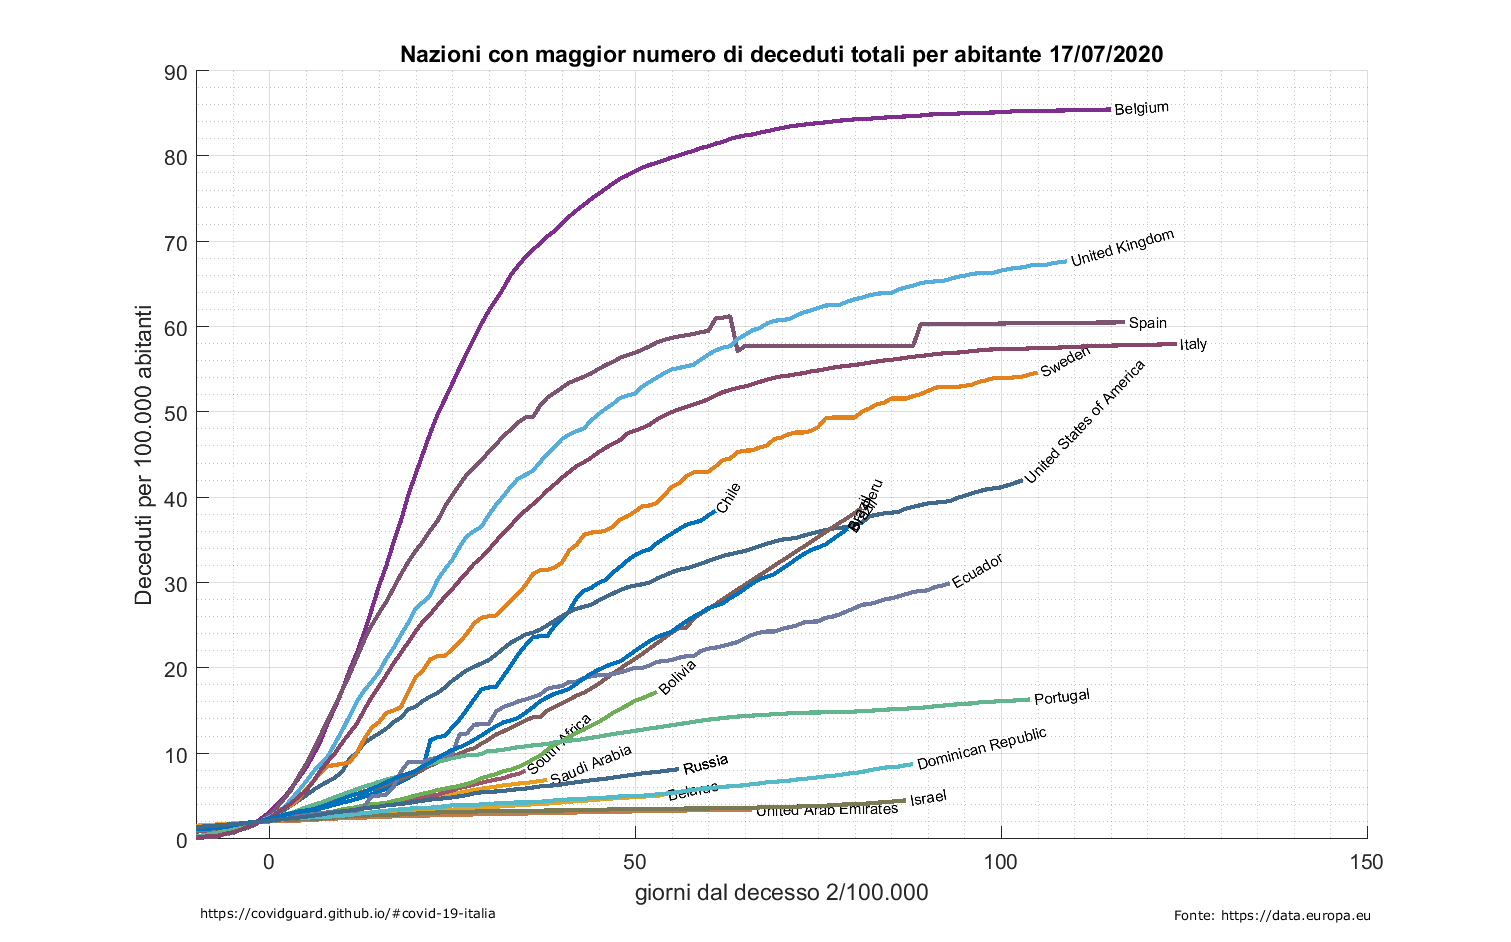 Nazioni con maggior numero di deceduti totali per abitante 17/07/2020
Deceduti per 100.000 abitanti
90
80
70
60
50
40
30
20
10
0
Belgium
United Kingdom
Spain
Italy
Sweden
United States of America
Chile
Brazil
Peru
Ecuador
Bolivia
Portugal
South Africa
Saudi Arabia
Russia
Dominican Republic
Belarus
Israel
United Arab Emirates
0
50
100
150
giorni dal decesso 2/100.000
https://covidguard.github.io/#covid-19-italia
Fonte: https://data.europa.eu